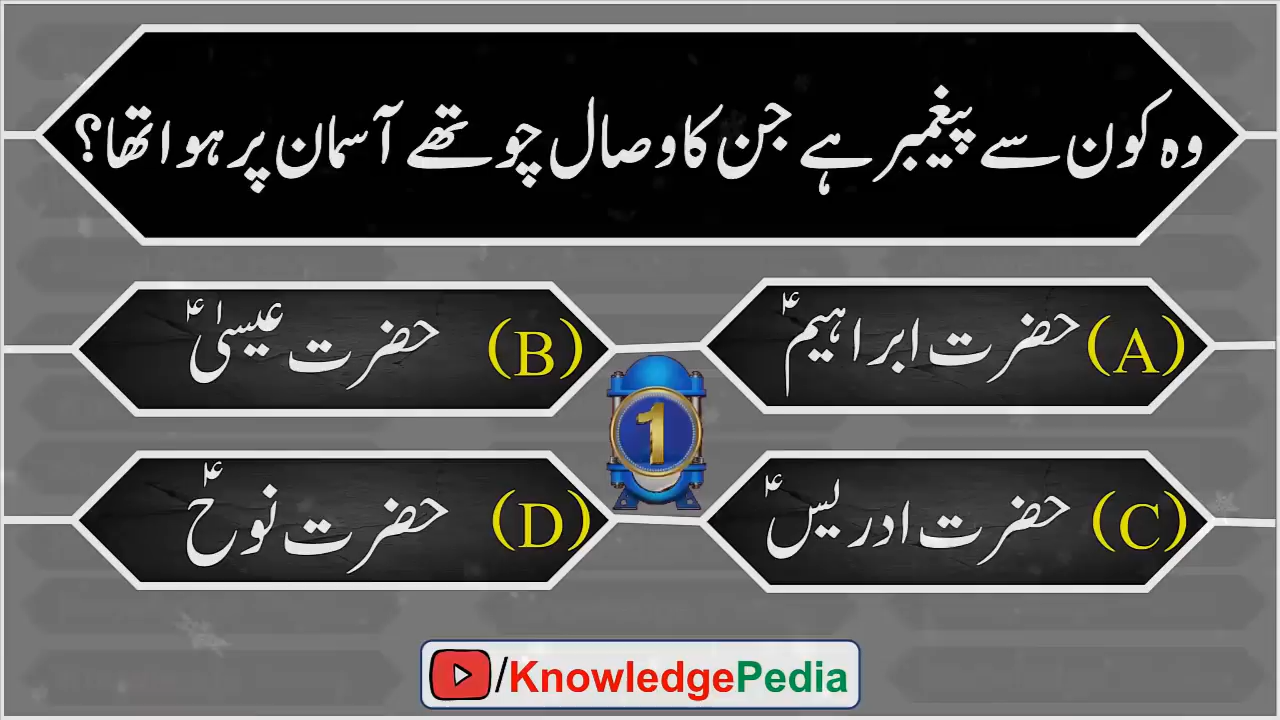 وہ کون سے پیغمبر ہے جن کا وصال چوتھے آسمان پر ہوا تھا؟
(A) حضرت ابراہیمؑ
(B) حضرت عیسیٰؑ
1
(C) حضرت ادریسؑ
(D) حضرت نوحؑ
/KnowledgePedia